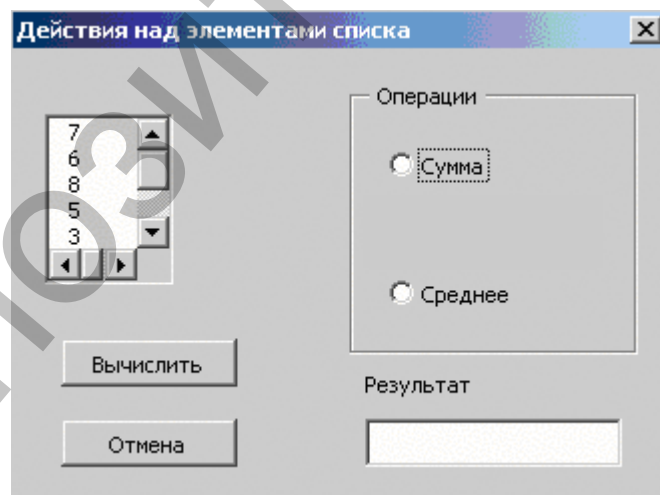 Действия над элементами списка
7
6
8
5
3
Операции
Сумма
Среднее
Вычислить
Отмена
Результат